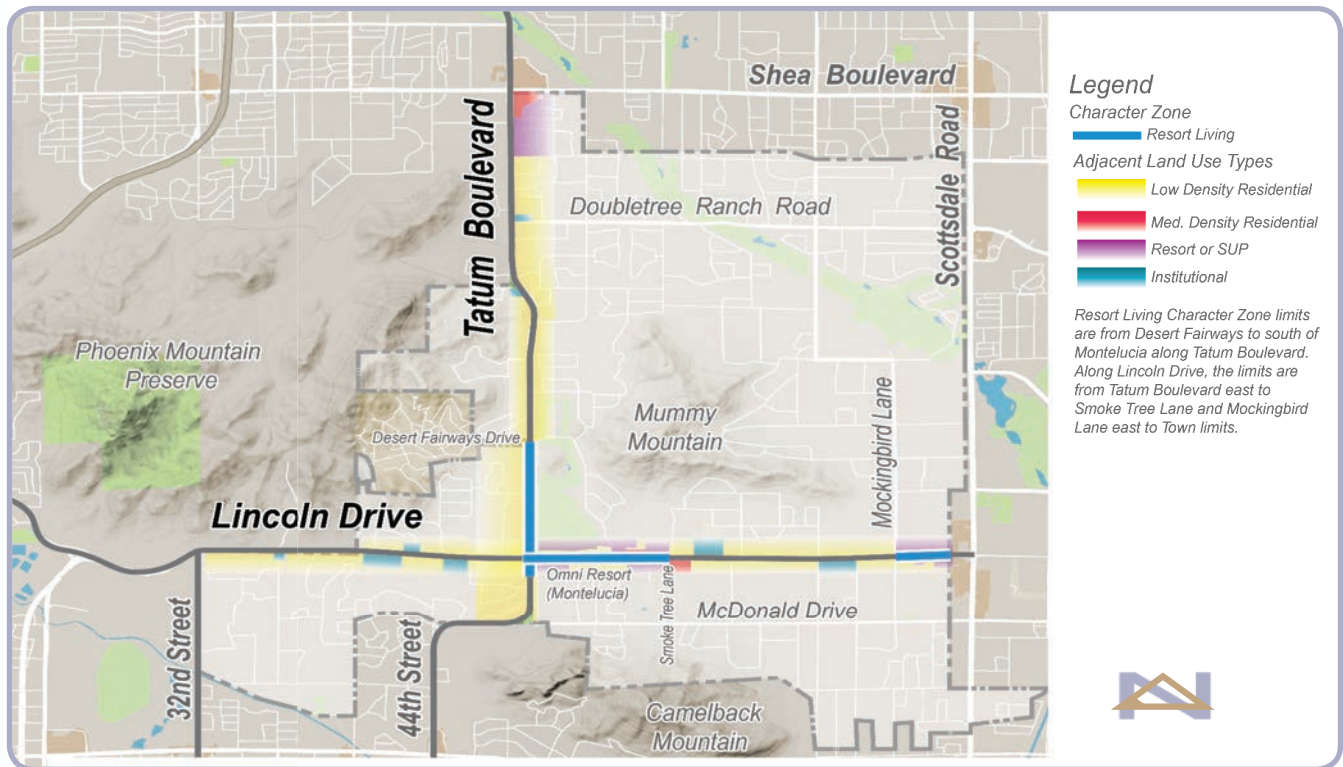 Shea Boulevard
Tatum Boulevard
Scottsdale Road
Doubletree Ranch Road
Phoenix Mountain
Preserve
Mummy
Mountain
Mockingbird Lane
Desert Fairways Drive
Lincoln Drive
Omni Resort
(Montelucia)
Smoke Tree Lane
McDonald Drive
32nd Street
44th Street
Camelback
Mountain
Legend
Character Zone
Resort Living
Adjacent Land Use Types
Low Density Residential
Med. Density Residential
Resort or SUP
Institutional
Resort Living Character Zone limits
are from Desert Fairways to south of
Montelucia along Tatum Boulevard.
Along Lincoln Drive, the limits are
from Tatum Boulevard east to
Smoke Tree Lane and Mockingbird
Lane east to Town limits.
N